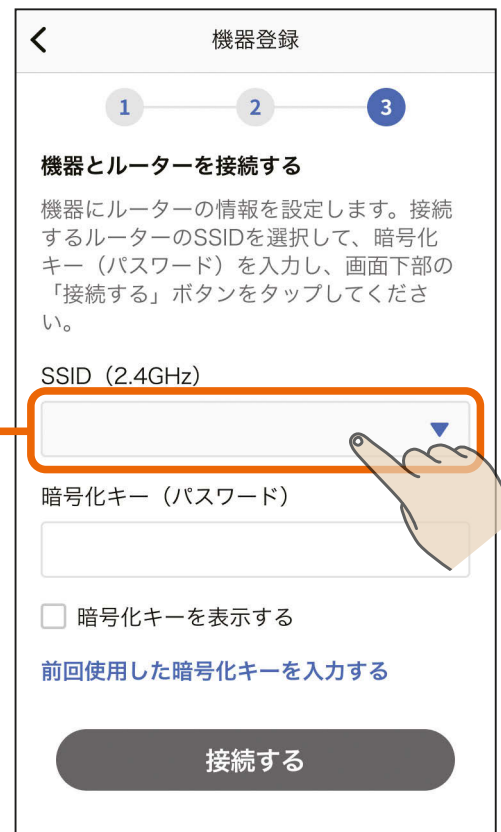 機器登録
1 2 3
機器とルーターを接続する
機器にルーターの情報を設定します。接続
するルーターのSSIDを選択して、暗号化
キー（パスワード）を入力し、画面下部の
「接続する」ボタンをタップしてくださ
い。
SSID（2.4GHz）
暗号化キー（パスワード）
暗号化キーを表示する
前回使用した暗号化キーを入力する
接続する